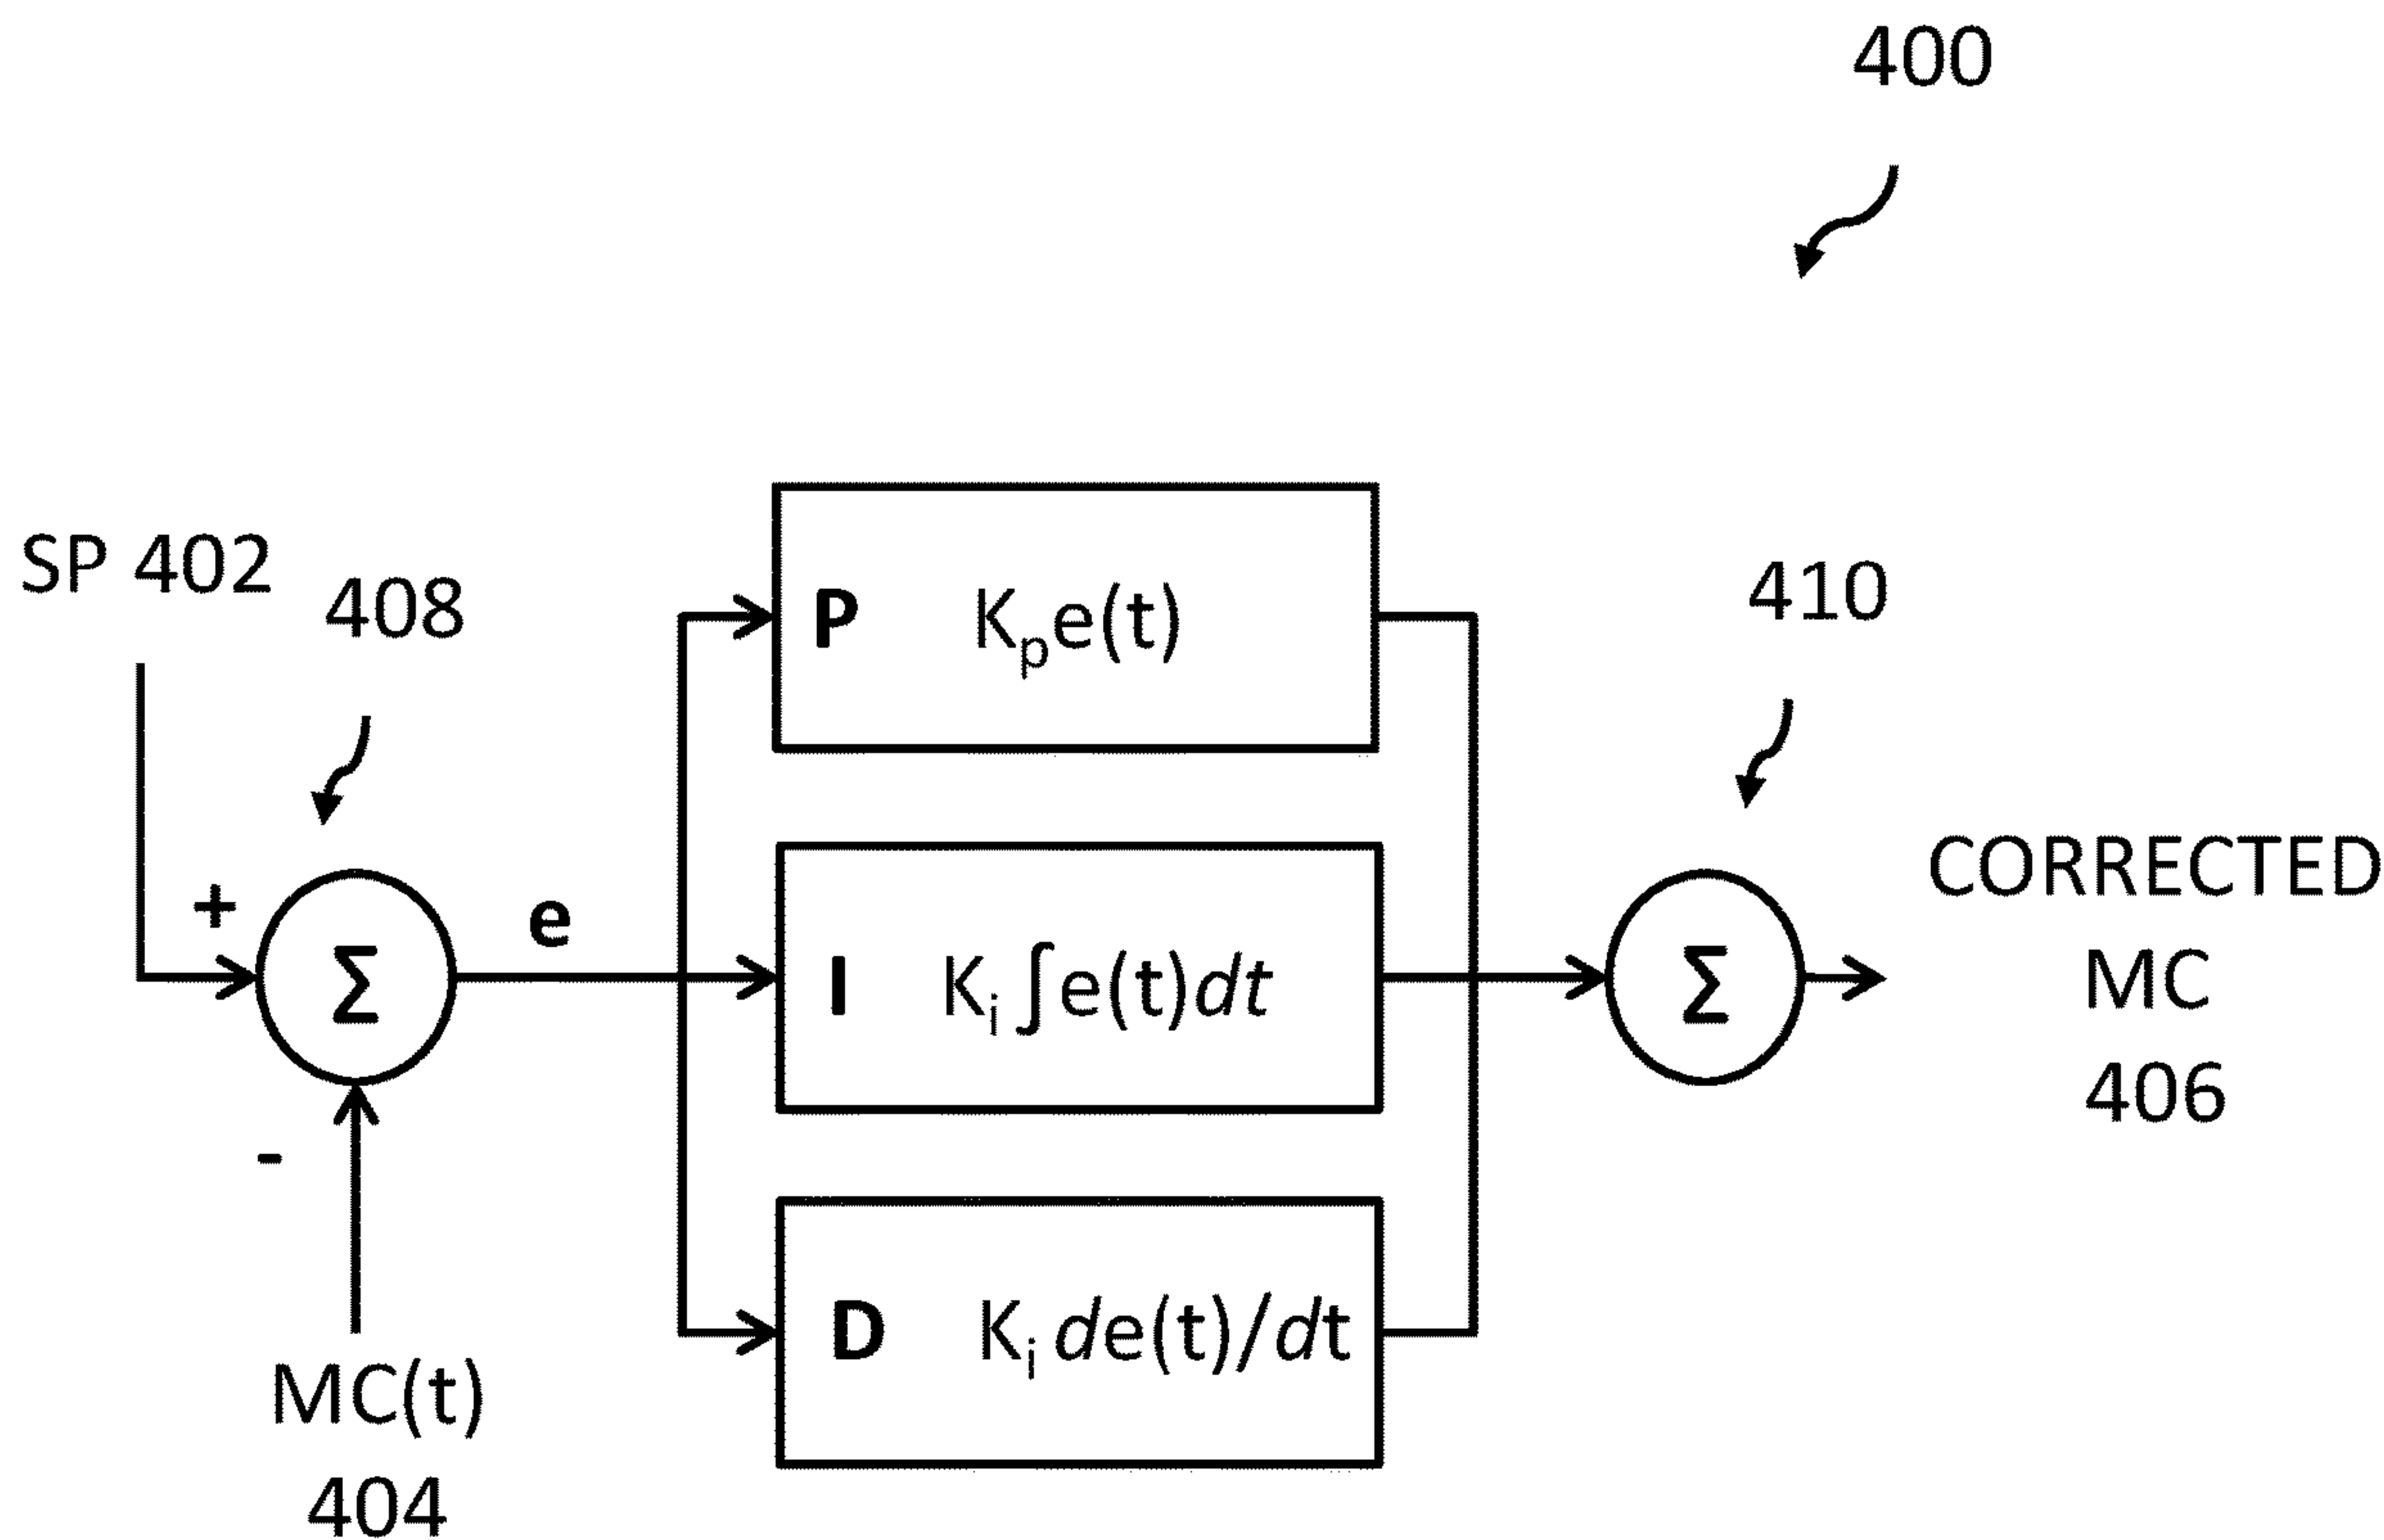 400
SP 402
408
P Kpe(t)
410
+
Σ
e
I Ki ∫e(t)dt
Σ
CORRECTED
MC
406
-
D Ki de(t)/dt
MC(t)
404